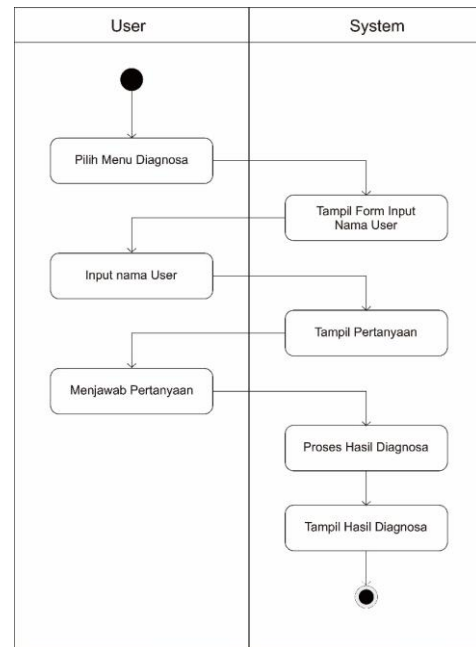 User
System
Pilih Menu Diagnosa
Tampil Form Input
Nama User
Input nama User
Tampil Pertanyaan
Menjawab Pertanyaan
Proses Hasil Diagnosa
Tampil Hasil Diagnosa